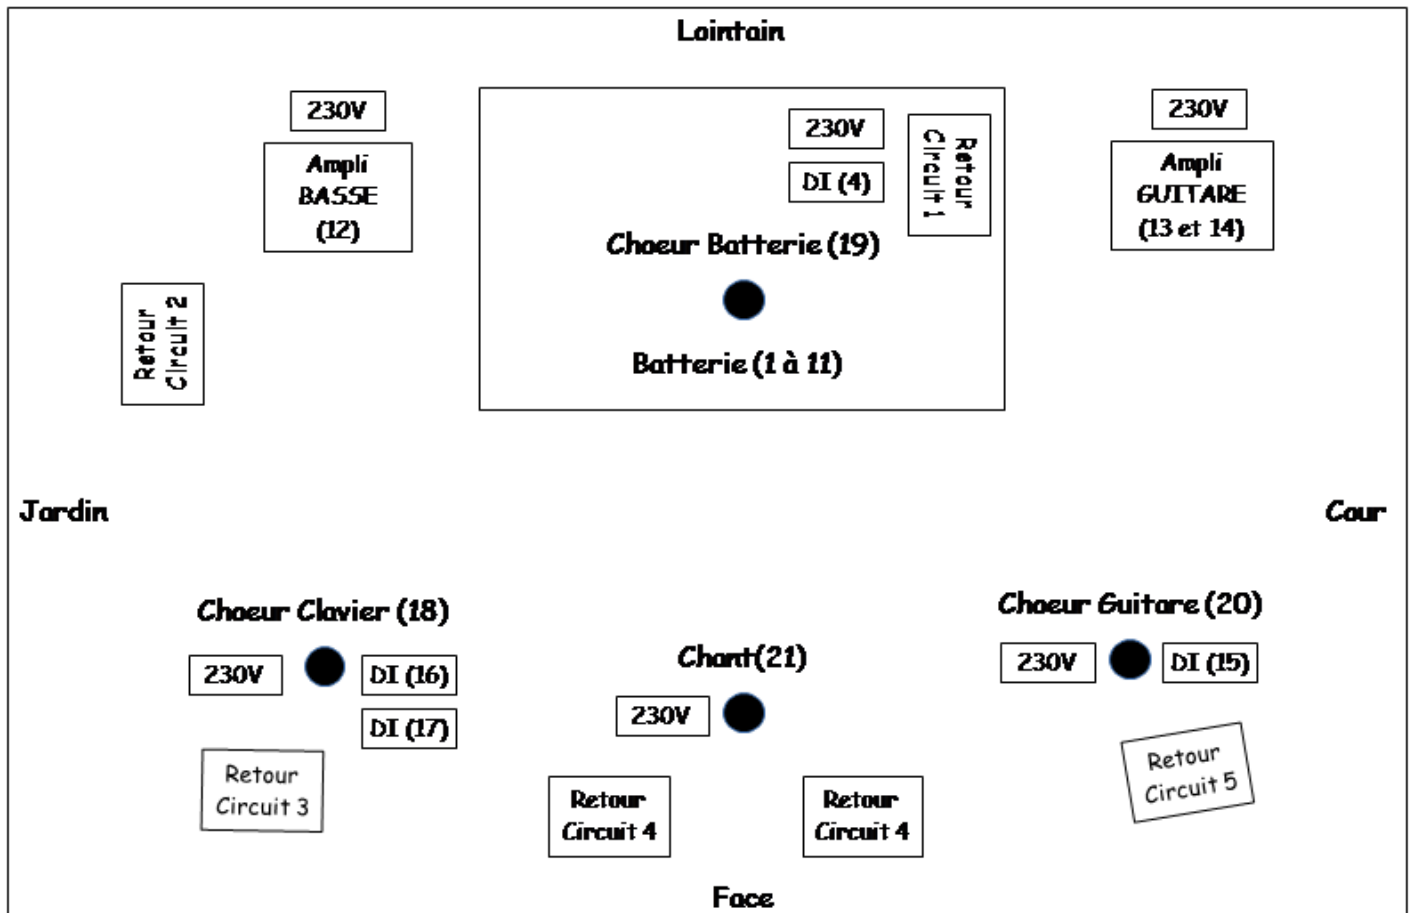 Lointain
230V
Ampli
BASSE
(12)
230V
DI (4)
Retour
Circuit 1
230V
Ampli
GUITARE
(13 et 14)
Choeur Batterie (19)
Batterie (1 à 11)
Retour
Circuit 2
Jardin
Cour
Choeur Clavier (18)
230V
DI (16)
DI (17)
Retour
Circuit 3
Chant(21)
230V
Retour
Circuit 4
Retour
Circuit 4
Choeur Guitare (20)
230V
DI (15)
Retour
Circuit 5
Face